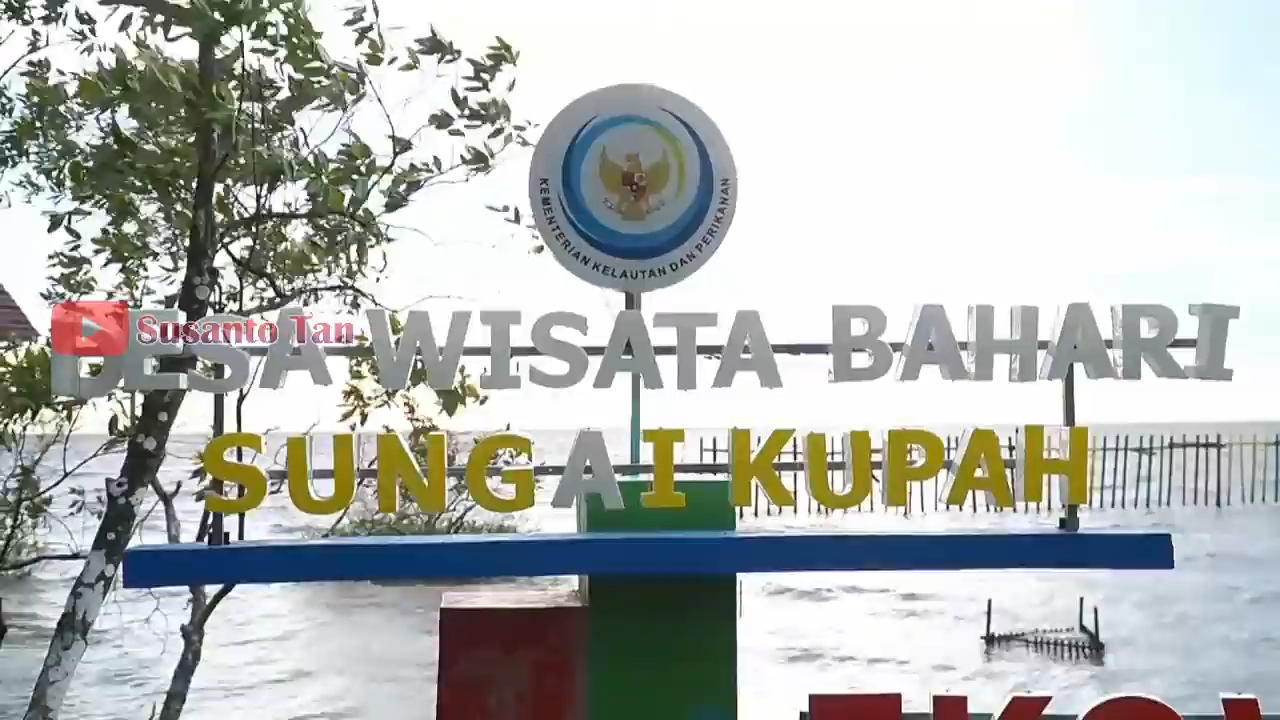 KEMENTERIAN KELAUTAN DAN PERIKANAN
DESA WISATA BAHARI
Susanto Tan
SUNGAI KUPAH